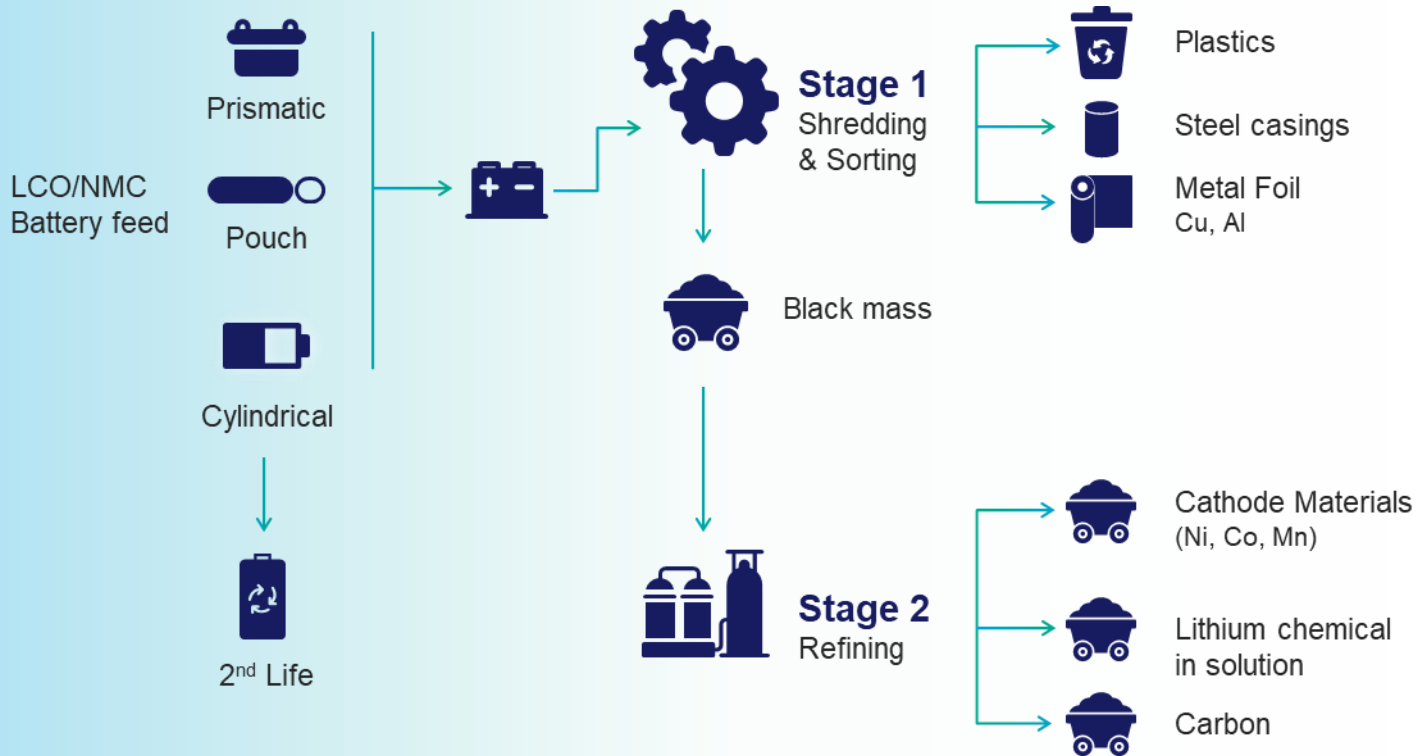 LCO/NMC
Battery feed
Prismatic
Pouch
Cylindrical
2nd Life
Stage 1
Shredding
& Sorting
Plastics
Steel casings
Metal Foil
Cu, Al
Black mass
Stage 2
Refining
Cathode Materials
(Ni, Co, Mn)
Lithium chemical
in solution
Carbon